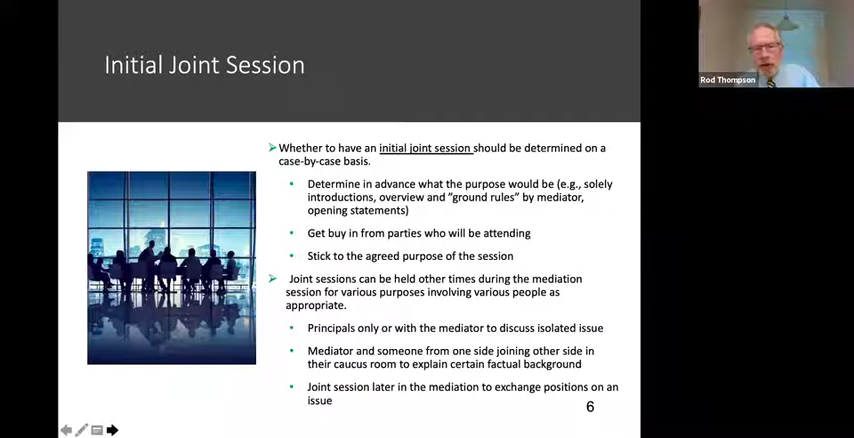 Initial Joint Session
Rod Thompson
Whether to have an initial joint session should be determined on a
case-by-case basis.
Determine in advance what the purpose would be (e.g., solely
introductions, overview and "ground rules" by mediator,
opening statements)
Get buy in from parties who will be attending
Stick to the agreed purpose of the session
Joint sessions can be held other times during the mediation
session for various purposes involving various people as
appropriate.
Principals only or with the mediator to discuss isolated issue
Mediator and someone from one side joining other side in
their caucus room to explain certain factual background
Joint session later in the mediation to exchange positions on an
issue
6